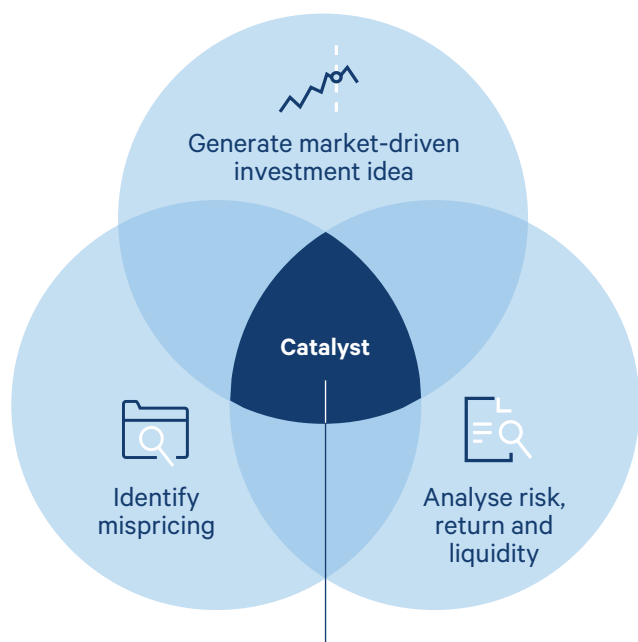 Generate market-driven
investment idea
Catalyst
Identify
mispricing
Analyse risk,
return and
liquidity